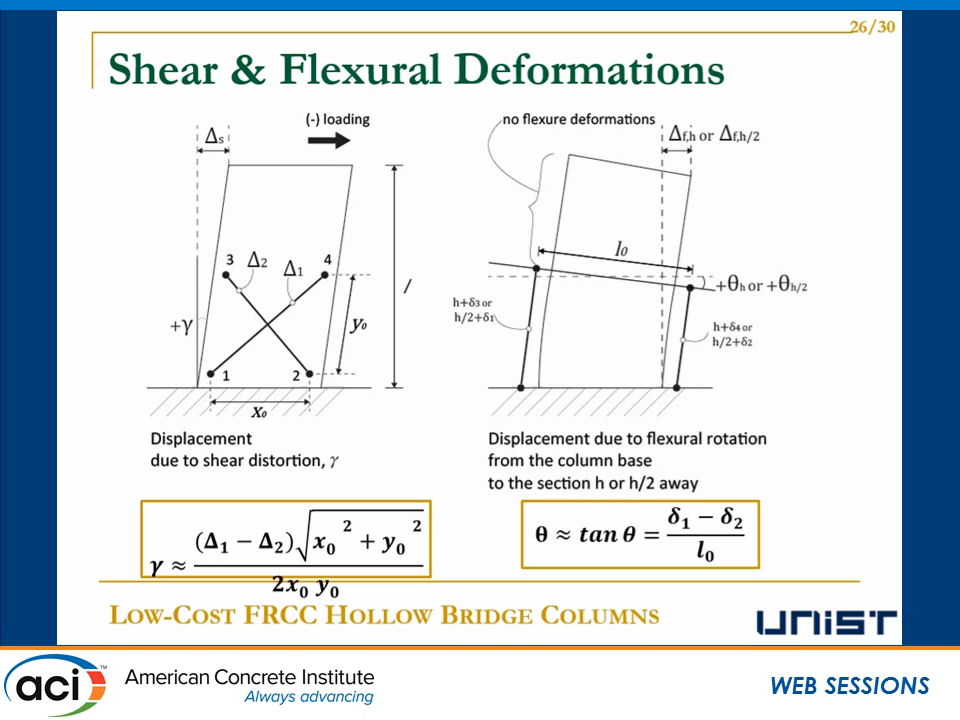 26/30
Shear & Flexural Deformations
(-) loading
Δs
3
Δ2
Δ1
4
+γ
y₀
l
1
2
x₀
no flexure deformations
Δf,h or Δf,h/2
l₀
+θh or +θh/2
h+δ3 or
h/2+δ1
h+δ4 or
h/2+δ2
Displacement
due to shear distortion, γ
Displacement due to flexural rotation
from the column base
to the section h or h/2 away
γ ≈ (Δ₁ − Δ₂)√(x₀² + y₀²) / 2x₀ y₀
θ ≈ tan θ = (δ₁ − δ₂) / l₀
LOW-COST FRCC HOLLOW BRIDGE COLUMNS
UNIST
aci™
American Concrete Institute
Always advancing
WEB SESSIONS